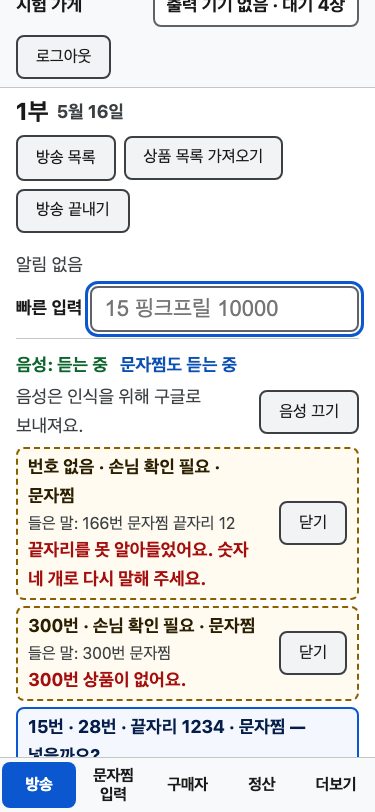 시험 가게
출력 기기 없음 · 대기 4장
로그아웃
1부 5월 16일
방송 목록
상품 목록 가져오기
방송 끝내기
알림 없음
빠른 입력
15 핑크프릴 10000
음성: 듣는 중 문자찜도 듣는 중
음성은 인식을 위해 구글로
보내져요.
음성 끄기
번호 없음 · 손님 확인 필요 ·
문자찜
들은 말: 166번 문자찜 끝자리 12
끝자리를 못 알아들었어요. 숫자
네 개로 다시 말해 주세요.
닫기
300번 · 손님 확인 필요 · 문자찜
들은 말: 300번 문자찜
300번 상품이 없어요.
닫기
15번 · 28번 · 끝자리 1234 · 문자찜 —
넣을까요?
방송
문자찜
입력
구매자
정산
더보기